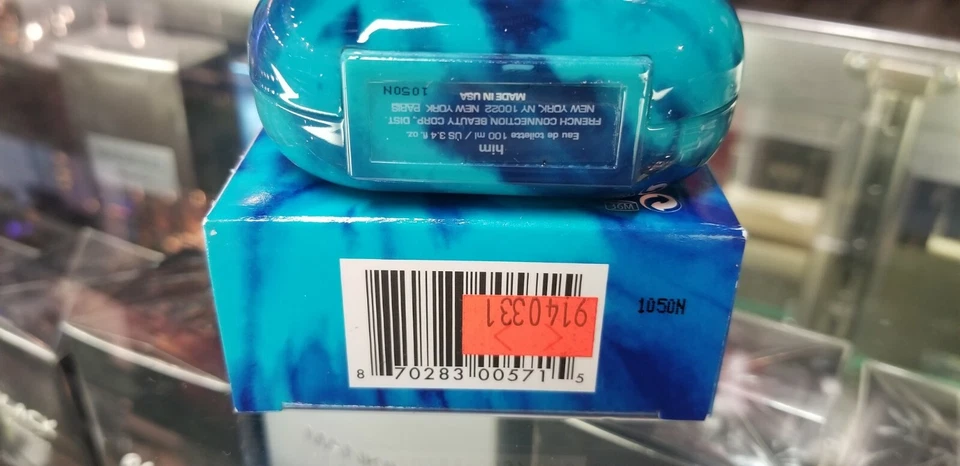 him
Eau de toilette 100 ml / US 3.4 fl. oz.
FRENCH CONNECTION BEAUTY CORP., DIST.
NEW YORK, NY 10022 NEW YORK PARIS
MADE IN USA
1050N
1050N
9140331
8 70283 00571 5